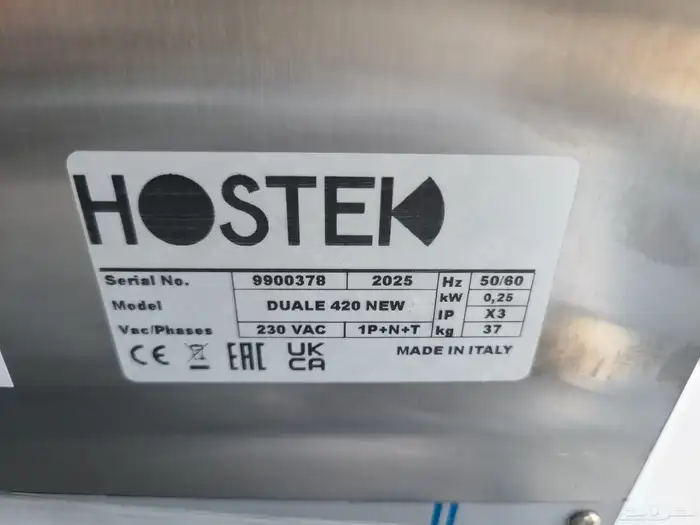 HOSTEK
Serial No. 9900378 2025 Hz 50/60
Model DUALE 420 NEW kW 0,25
IP X3
Vac/Phases 230 VAC 1P+N+T kg 37
CE EAC UK CA MADE IN ITALY